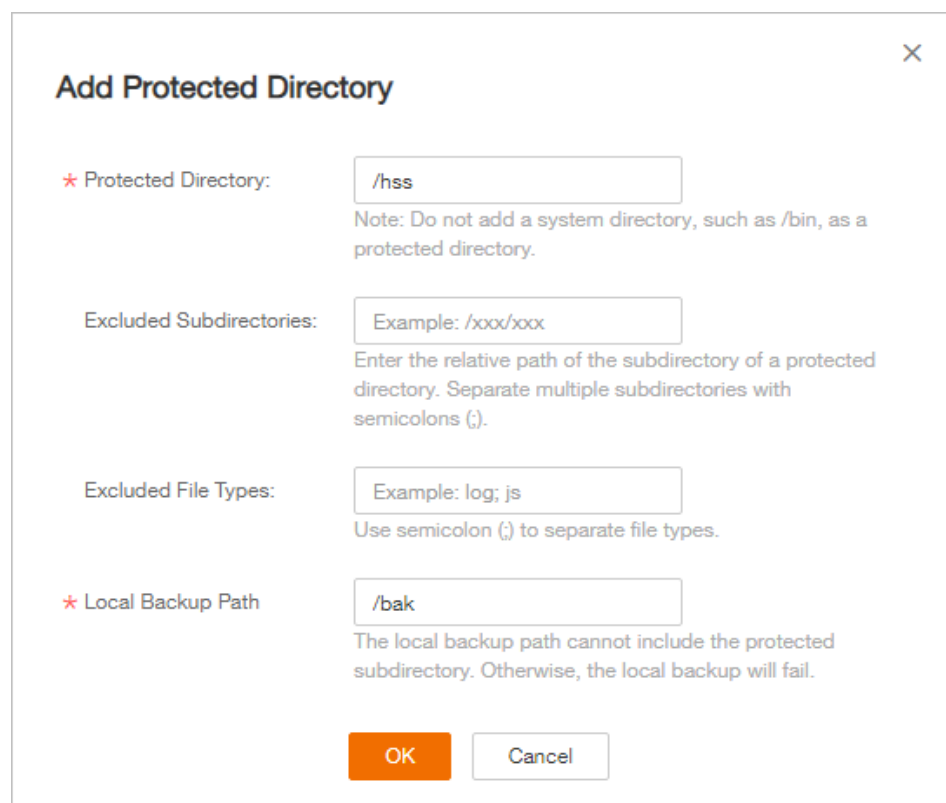 Add Protected Directory
* Protected Directory:
/hss
Note: Do not add a system directory, such as /bin, as a
protected directory.
Excluded Subdirectories:
Example: /xxx/xxx
Enter the relative path of the subdirectory of a protected
directory. Separate multiple subdirectories with
semicolons (;).
Excluded File Types:
Example: log; js
Use semicolon (;) to separate file types.
* Local Backup Path
/bak
The local backup path cannot include the protected
subdirectory. Otherwise, the local backup will fail.
OK
Cancel